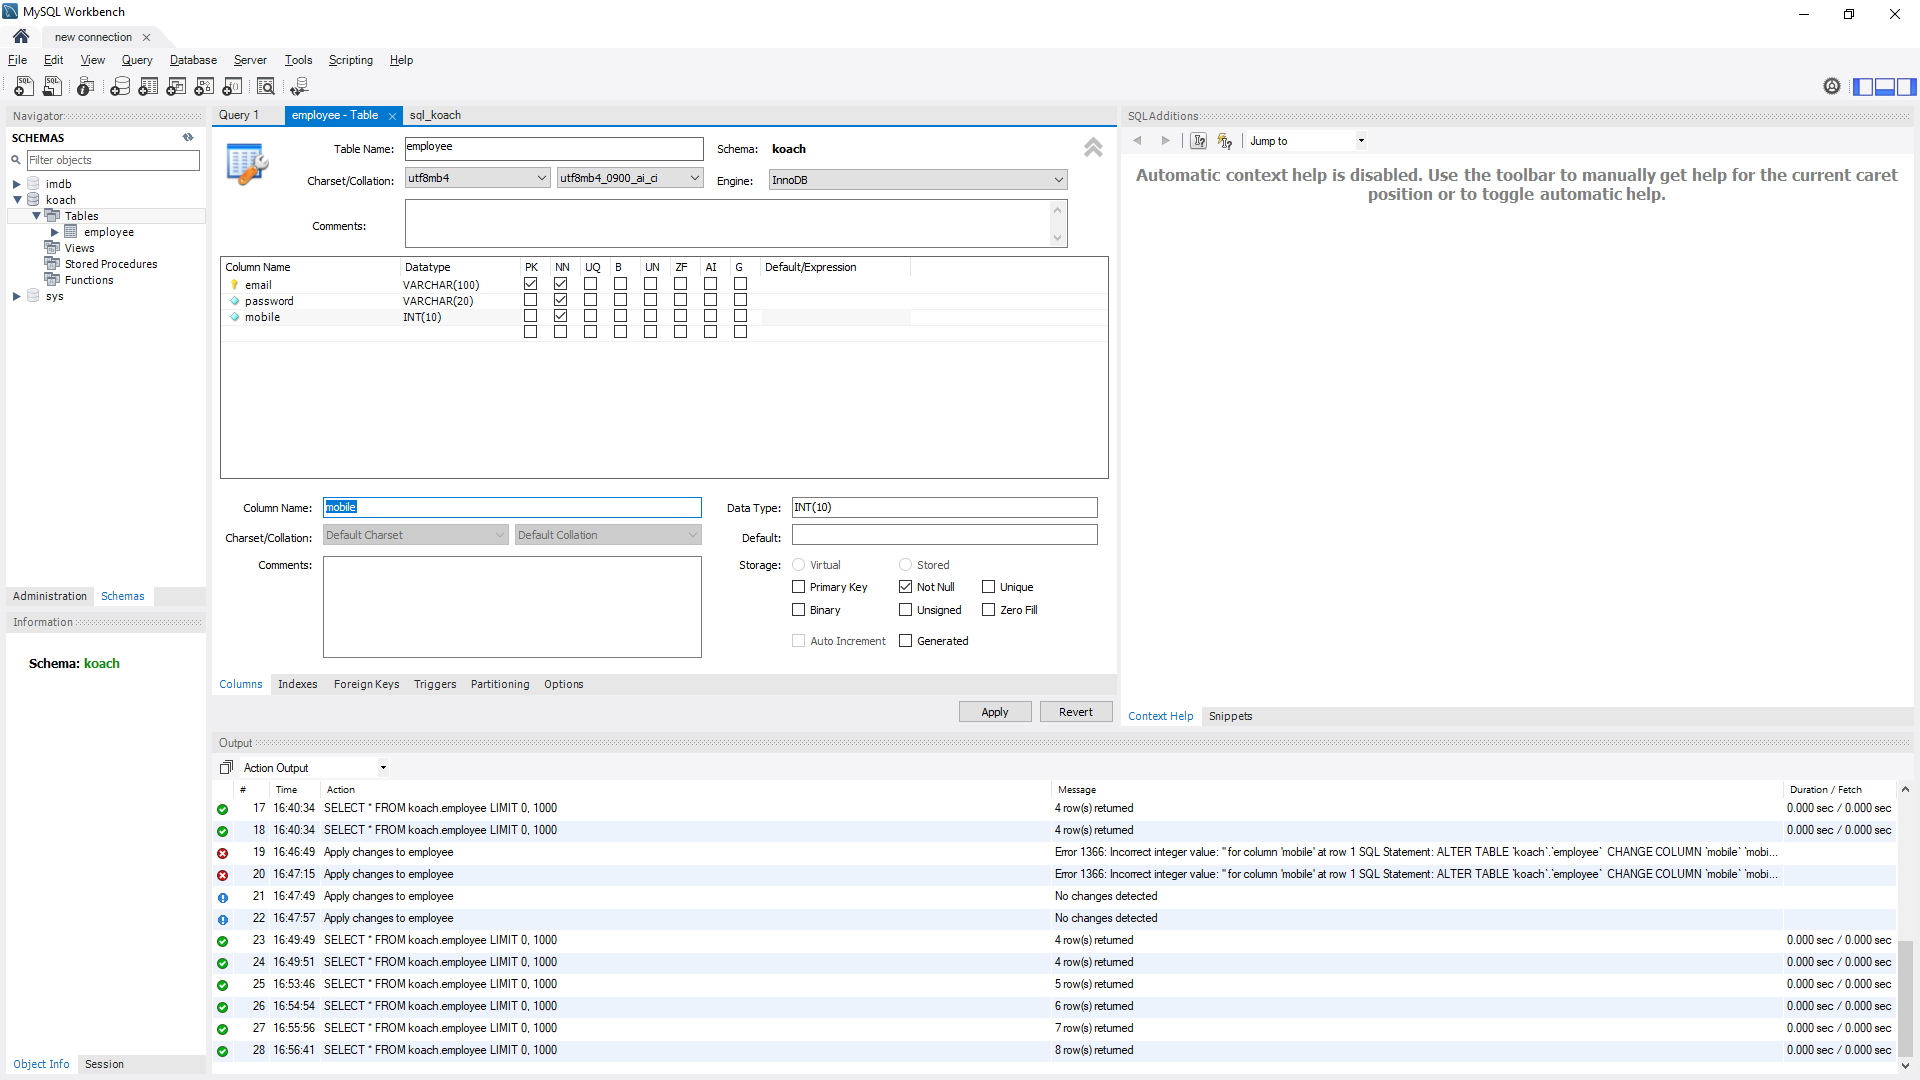 MySQL Workbench
new connection
File Edit View Query Database Server Tools Scripting Help
Navigator
SCHEMAS
Filter objects
imdb
koach
Tables
employee
Views
Stored Procedures
Functions
sys
Administration Schemas
Information
Schema: koach
Object Info Session
Query 1 employee - Table sql_koach
Table Name: employee Schema: koach
Charset/Collation: utf8mb4 utf8mb4_0900_ai_ci Engine: InnoDB
Comments:
Column Name Datatype PK NN UQ B UN ZF AI G Default/Expression
email VARCHAR(100)
password VARCHAR(20)
mobile INT(10)
Column Name: mobile Data Type: INT(10)
Charset/Collation: Default Charset Default Collation Default:
Comments: Storage: Virtual Stored
Primary Key Not Null Unique
Binary Unsigned Zero Fill
Auto Increment Generated
Columns Indexes Foreign Keys Triggers Partitioning Options
Apply Revert
SQLAdditions
Jump to
Automatic context help is disabled. Use the toolbar to manually get help for the current caret
position or to toggle automatic help.
Context Help Snippets
Output
Action Output
# Time Action Message Duration / Fetch
17 16:40:34 SELECT * FROM koach.employee LIMIT 0, 1000 4 row(s) returned 0.000 sec / 0.000 sec
18 16:40:34 SELECT * FROM koach.employee LIMIT 0, 1000 4 row(s) returned 0.000 sec / 0.000 sec
19 16:46:49 Apply changes to employee Error 1366: Incorrect integer value: '' for column 'mobile' at row 1 SQL Statement: ALTER TABLE `koach`.`employee` CHANGE COLUMN `mobile` `mobi...
20 16:47:15 Apply changes to employee Error 1366: Incorrect integer value: '' for column 'mobile' at row 1 SQL Statement: ALTER TABLE `koach`.`employee` CHANGE COLUMN `mobile` `mobi...
21 16:47:49 Apply changes to employee No changes detected
22 16:47:57 Apply changes to employee No changes detected
23 16:49:49 SELECT * FROM koach.employee LIMIT 0, 1000 4 row(s) returned 0.000 sec / 0.000 sec
24 16:49:51 SELECT * FROM koach.employee LIMIT 0, 1000 4 row(s) returned 0.000 sec / 0.000 sec
25 16:53:46 SELECT * FROM koach.employee LIMIT 0, 1000 5 row(s) returned 0.000 sec / 0.000 sec
26 16:54:54 SELECT * FROM koach.employee LIMIT 0, 1000 6 row(s) returned 0.000 sec / 0.000 sec
27 16:55:56 SELECT * FROM koach.employee LIMIT 0, 1000 7 row(s) returned 0.000 sec / 0.000 sec
28 16:56:41 SELECT * FROM koach.employee LIMIT 0, 1000 8 row(s) returned 0.000 sec / 0.000 sec